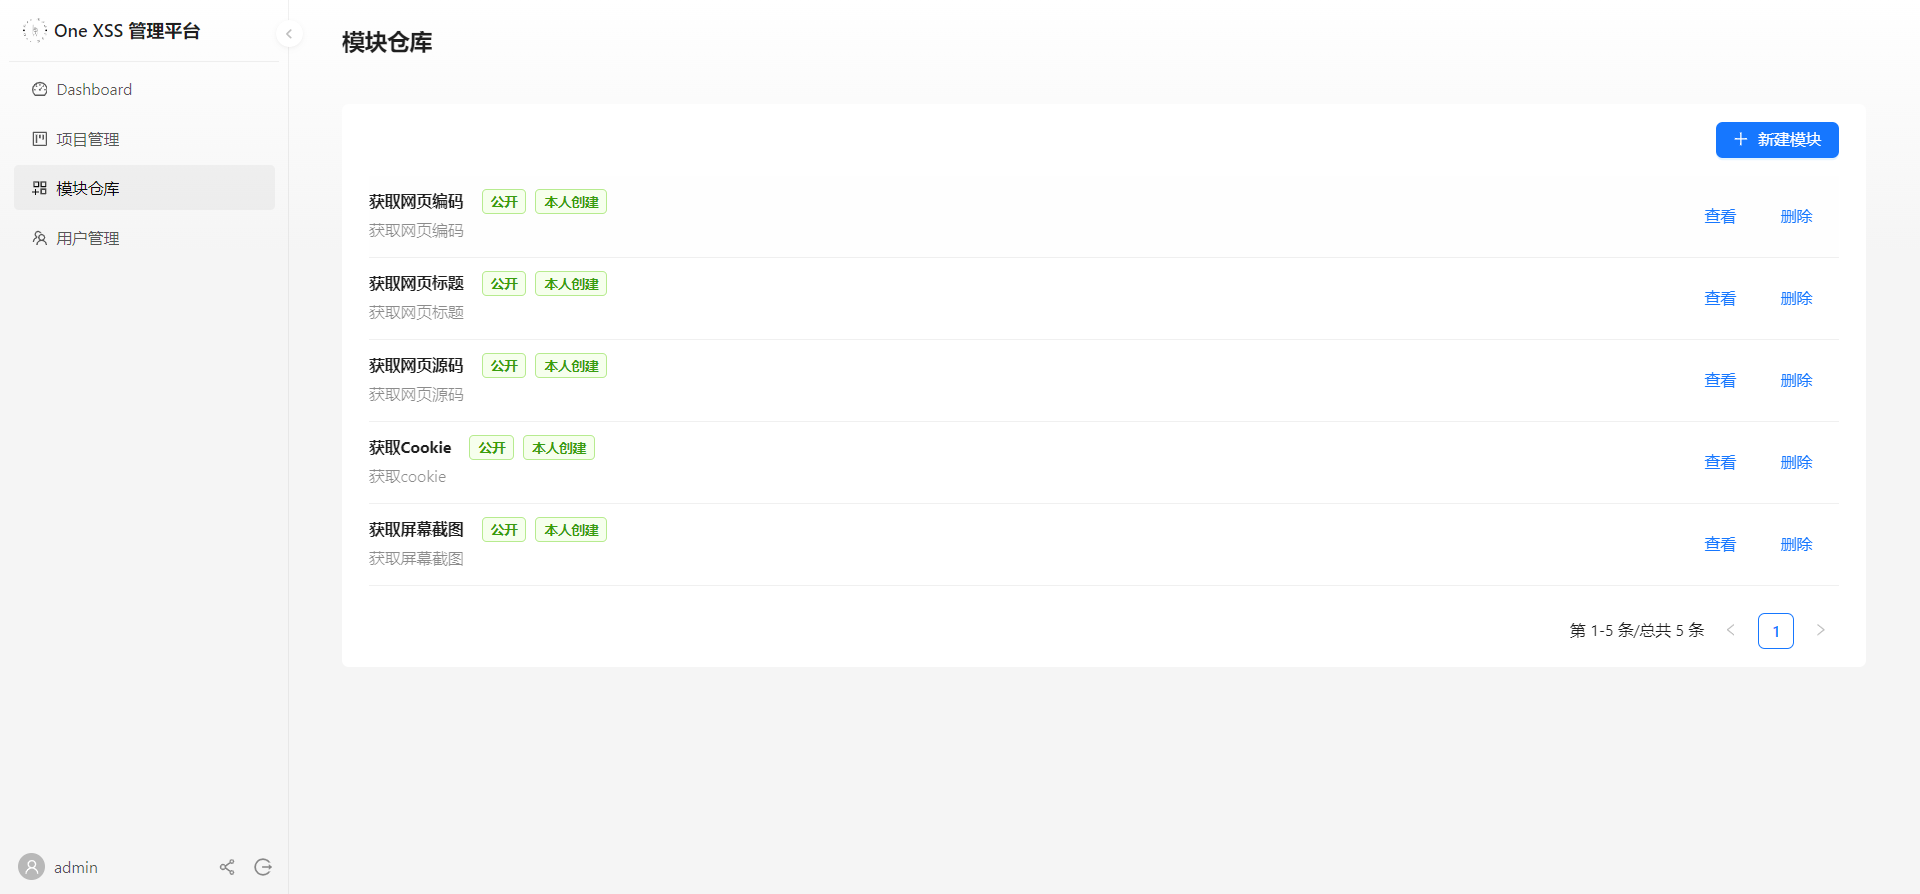 One XSS 管理平台
Dashboard
项目管理
模块仓库
用户管理
admin
模块仓库
新建模块
获取网页编码 公开 本人创建
获取网页编码
查看 删除
获取网页标题 公开 本人创建
获取网页标题
查看 删除
获取网页源码 公开 本人创建
获取网页源码
查看 删除
获取Cookie 公开 本人创建
获取cookie
查看 删除
获取屏幕截图 公开 本人创建
获取屏幕截图
查看 删除
第 1-5 条/总共 5 条 1